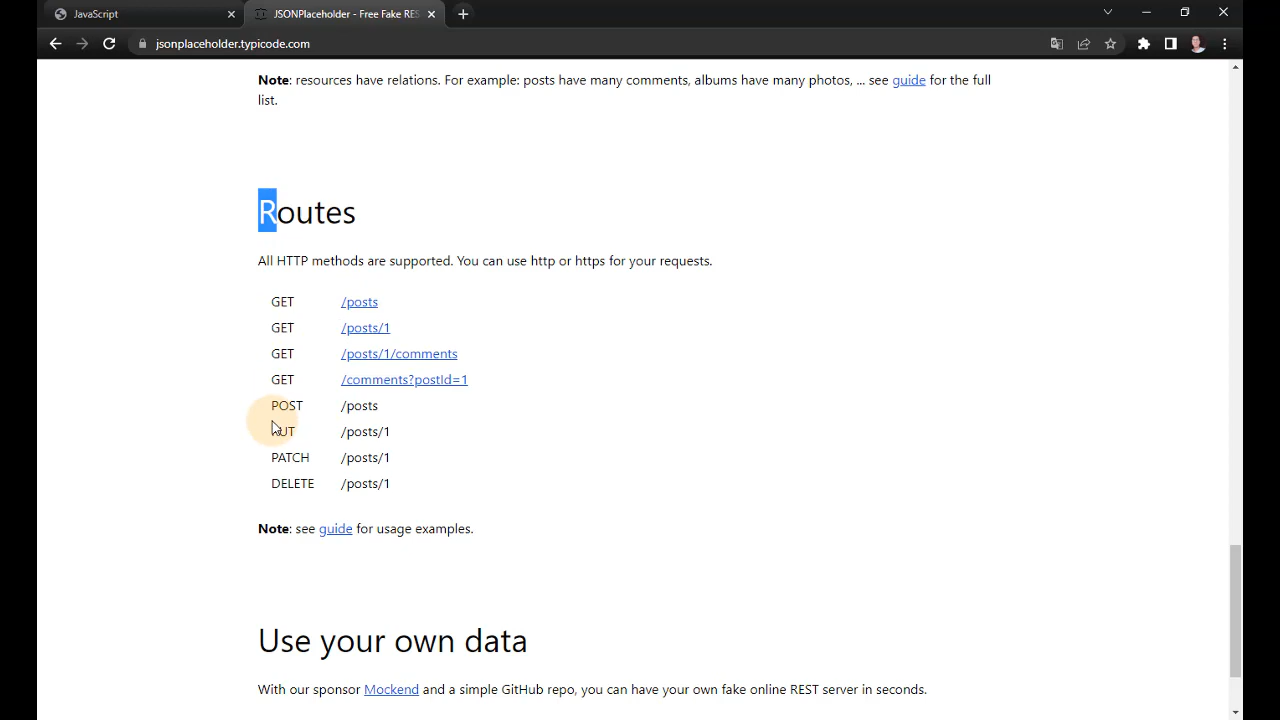 JavaScript
JSONPlaceholder - Free Fake RES
jsonplaceholder.typicode.com
Note: resources have relations. For example: posts have many comments, albums have many photos, ... see guide for the full
list.
Routes
All HTTP methods are supported. You can use http or https for your requests.
GET /posts
GET /posts/1
GET /posts/1/comments
GET /comments?postId=1
POST /posts
PUT /posts/1
PATCH /posts/1
DELETE /posts/1
Note: see guide for usage examples.
Use your own data
With our sponsor Mockend and a simple GitHub repo, you can have your own fake online REST server in seconds.